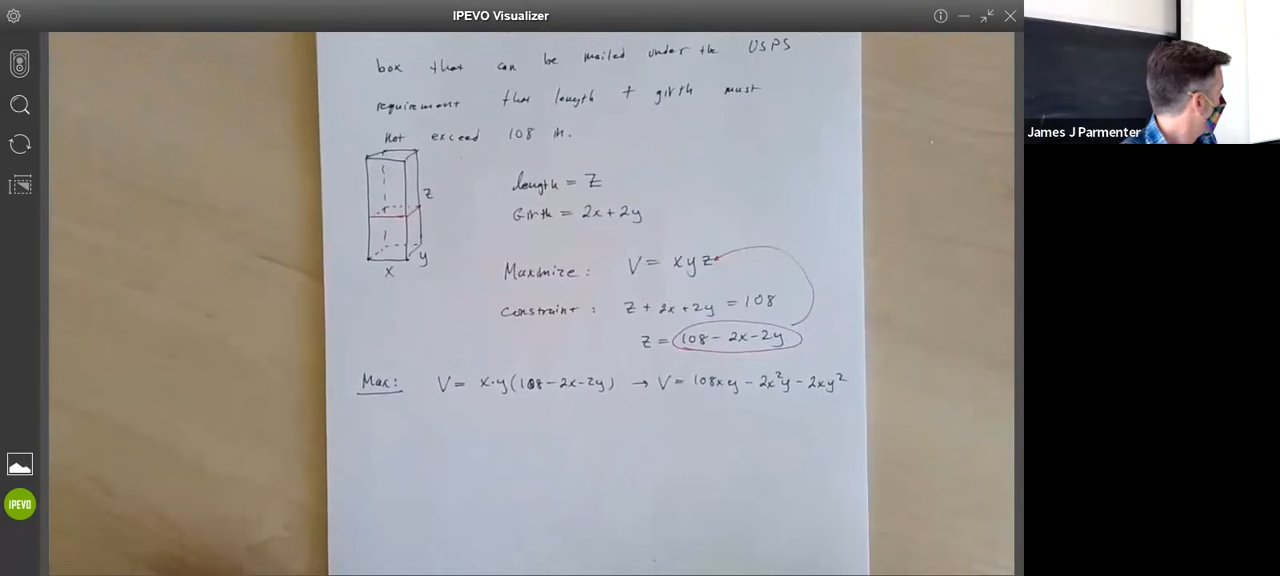 IPEVO Visualizer
box that can be mailed under the USPS
requirement that length + girth must
not exceed 108 in.
z
length = z
Girth = 2x + 2y
y
x
Maximize : V = xyz
constraint : z + 2x + 2y = 108
z = 108 - 2x - 2y
Max: V = x·y(108 - 2x - 2y) → V = 108xy - 2x²y - 2xy²
James J Parmenter
IPEVO